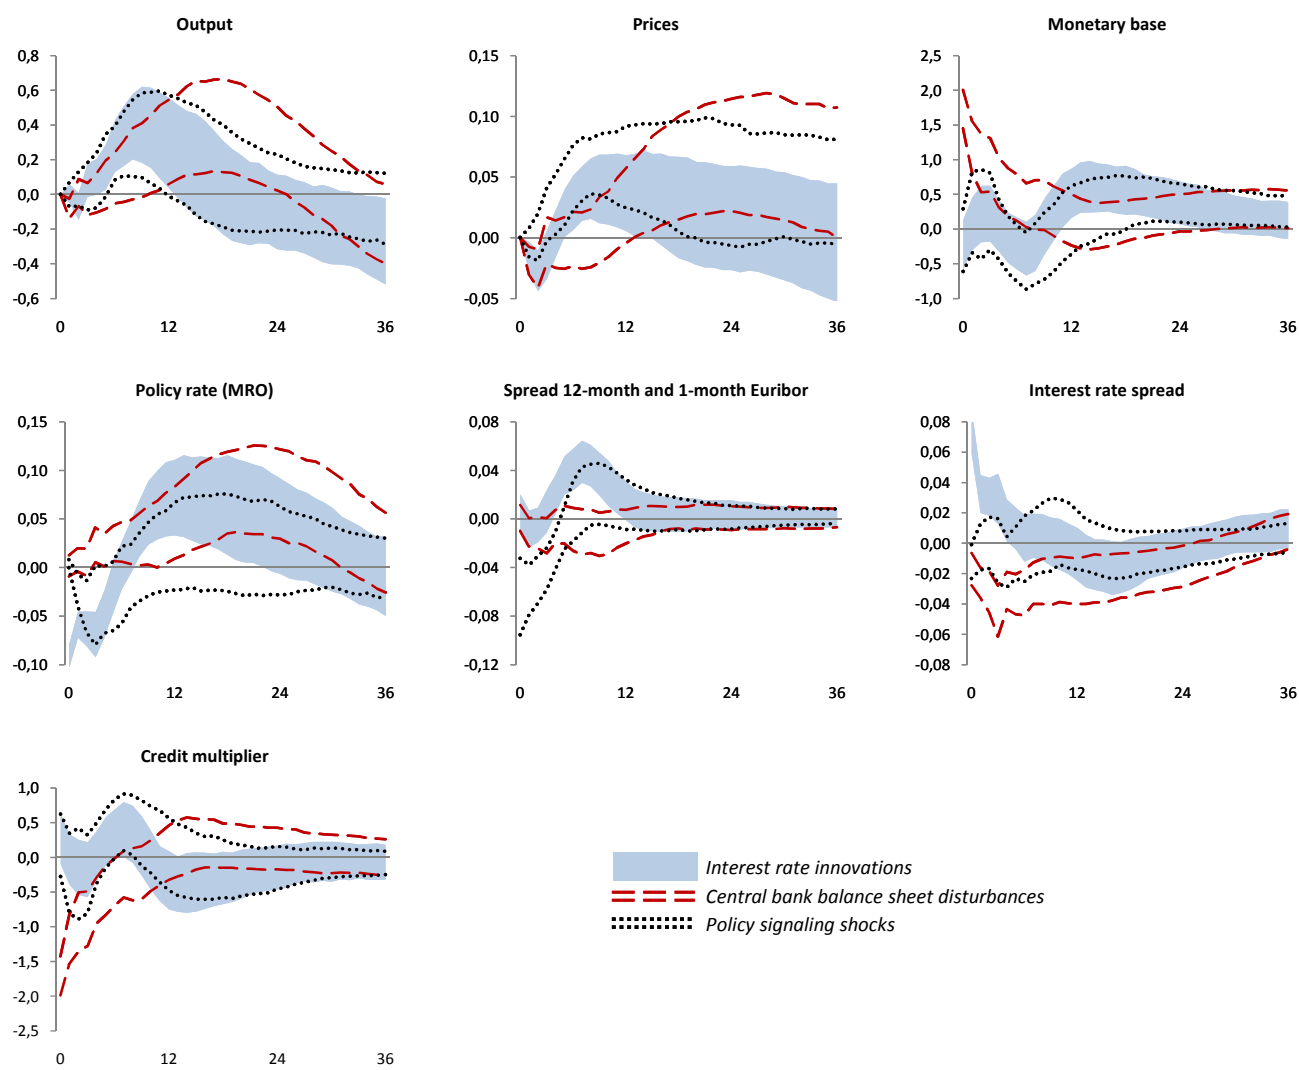 Output
0,8
0,6
0,4
0,2
0,0
-0,2
-0,4
-0,6
0 12 24 36
Prices
0,15
0,10
0,05
0,00
-0,05
0 12 24 36
Monetary base
2,5
2,0
1,5
1,0
0,5
0,0
-0,5
-1,0
0 12 24 36
Policy rate (MRO)
0,15
0,10
0,05
0,00
-0,05
-0,10
0 12 24 36
Spread 12-month and 1-month Euribor
0,08
0,04
0,00
-0,04
-0,08
-0,12
0 12 24 36
Interest rate spread
0,08
0,06
0,04
0,02
0,00
-0,02
-0,04
-0,06
-0,08
0 12 24 36
Credit multiplier
1,0
0,5
0,0
-0,5
-1,0
-1,5
-2,0
-2,5
0 12 24 36
Interest rate innovations
Central bank balance sheet disturbances
Policy signaling shocks